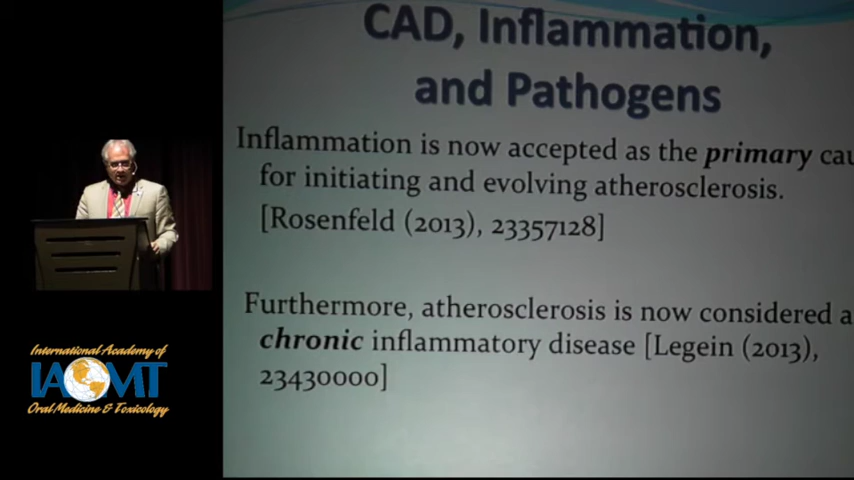 CAD, Inflammation,
and Pathogens
Inflammation is now accepted as the primary cau
for initiating and evolving atherosclerosis.
[Rosenfeld (2013), 23357128]
Furthermore, atherosclerosis is now considered a
chronic inflammatory disease [Legein (2013),
23430000]
International Academy of
IAOMT
Oral Medicine & Toxicology